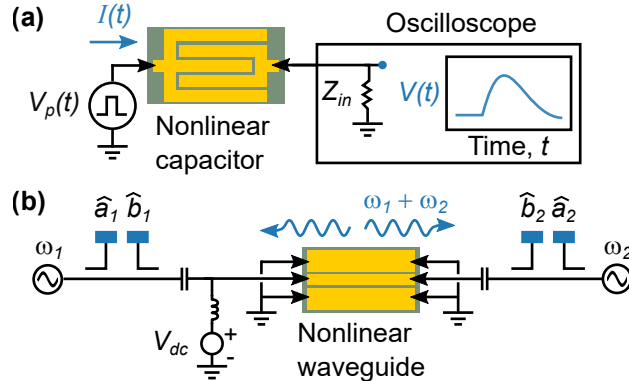 (a)
I(t)
Oscilloscope
V_p(t)
Z_in
V(t)
Nonlinear
capacitor
Time, t
(b)
â_1 b̂_1
ω_1 + ω_2
b̂_2 â_2
ω_1
ω_2
V_dc
+
-
Nonlinear
waveguide